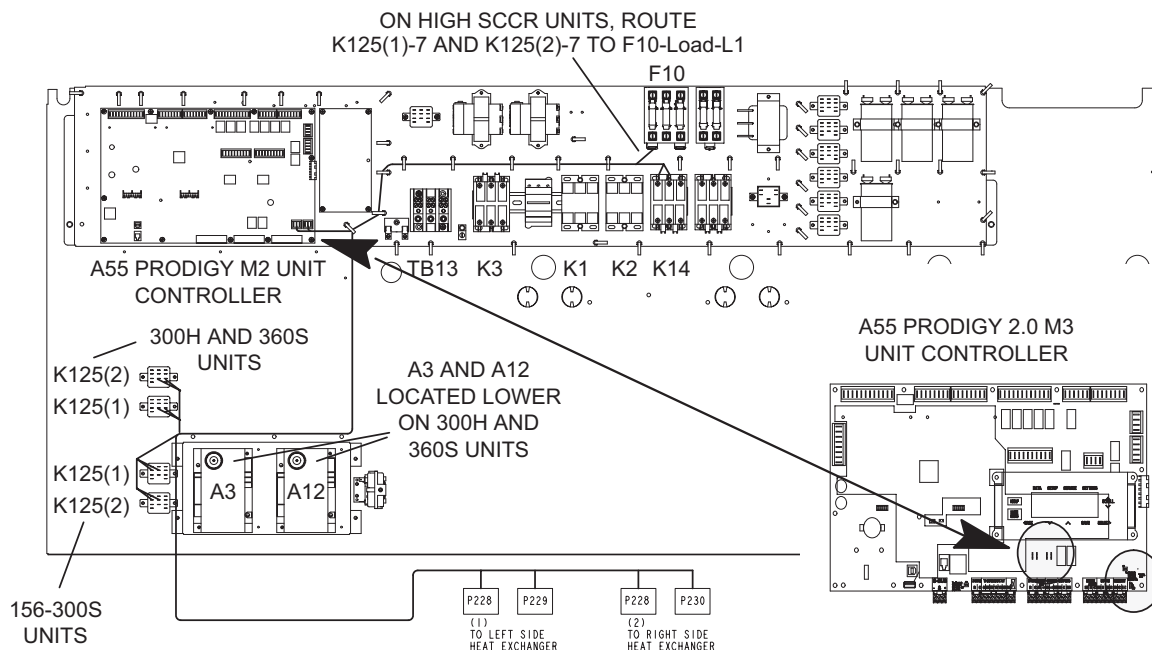 ON HIGH SCCR UNITS, ROUTE
K125(1)-7 AND K125(2)-7 TO F10-Load-L1
F10
A55 PRODIGY M2 UNIT
CONTROLLER
TB13
K3
K1
K2
K14
300H AND 360S
UNITS
K125(2)
K125(1)
A3 AND A12
LOCATED LOWER
ON 300H AND
360S UNITS
A55 PRODIGY 2.0 M3
UNIT CONTROLLER
K125(1)
K125(2)
A3
A12
156-300S
UNITS
P228
P229
P228
P230
(1)
TO LEFT SIDE
HEAT EXCHANGER
(2)
TO RIGHT SIDE
HEAT EXCHANGER